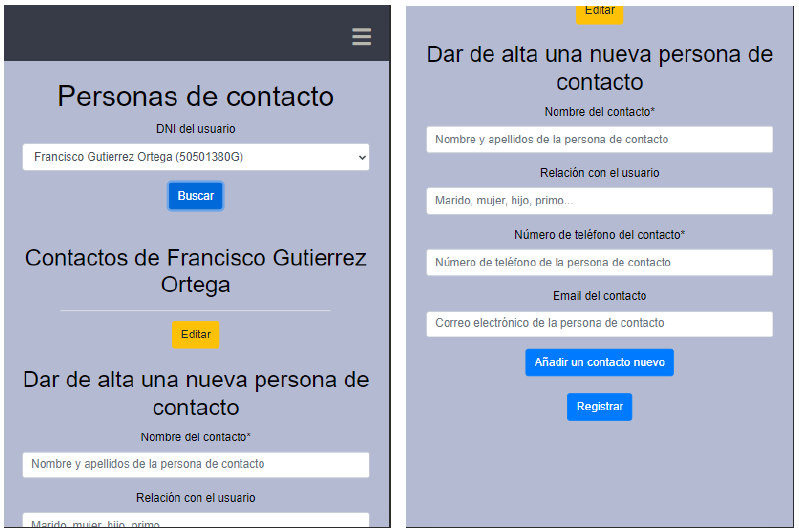 Personas de contacto
DNI del usuario
Francisco Gutierrez Ortega (50501380G)
Buscar
Contactos de Francisco Gutierrez
Ortega
Editar
Dar de alta una nueva persona de
contacto
Nombre del contacto*
Nombre y apellidos de la persona de contacto
Relación con el usuario
Marido, mujer, hijo, primo...
Editar
Dar de alta una nueva persona de
contacto
Nombre del contacto*
Nombre y apellidos de la persona de contacto
Relación con el usuario
Marido, mujer, hijo, primo...
Número de teléfono del contacto*
Número de teléfono de la persona de contacto
Email del contacto
Correo electrónico de la persona de contacto
Añadir un contacto nuevo
Registrar